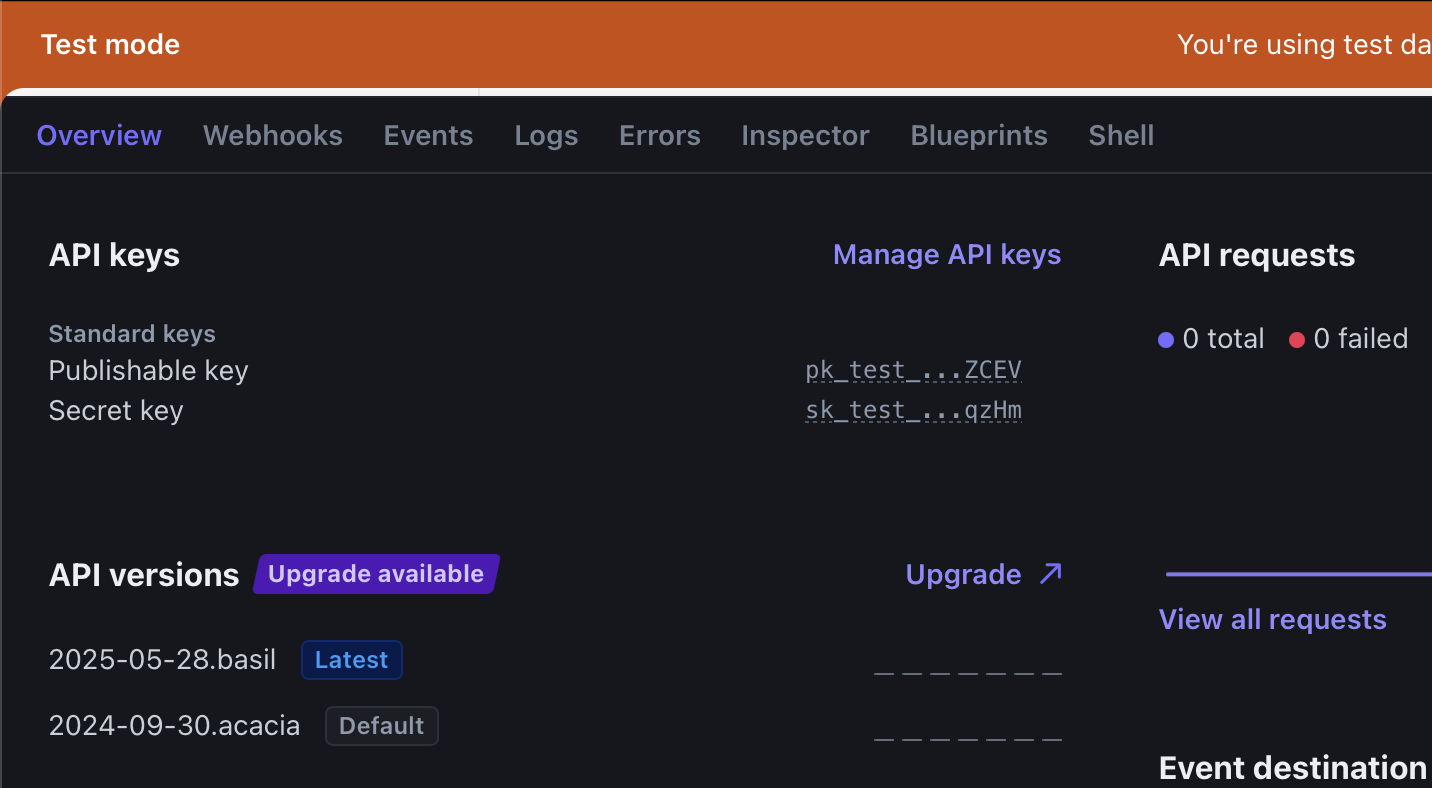 Test mode
You're using test da
Overview Webhooks Events Logs Errors Inspector Blueprints Shell
API keys
Manage API keys
Standard keys
Publishable key pk_test_...ZCEV
Secret key sk_test_...qzHm
API versions Upgrade available
Upgrade
2025-05-28.basil Latest
2024-09-30.acacia Default
API requests
0 total 0 failed
View all requests
Event destination